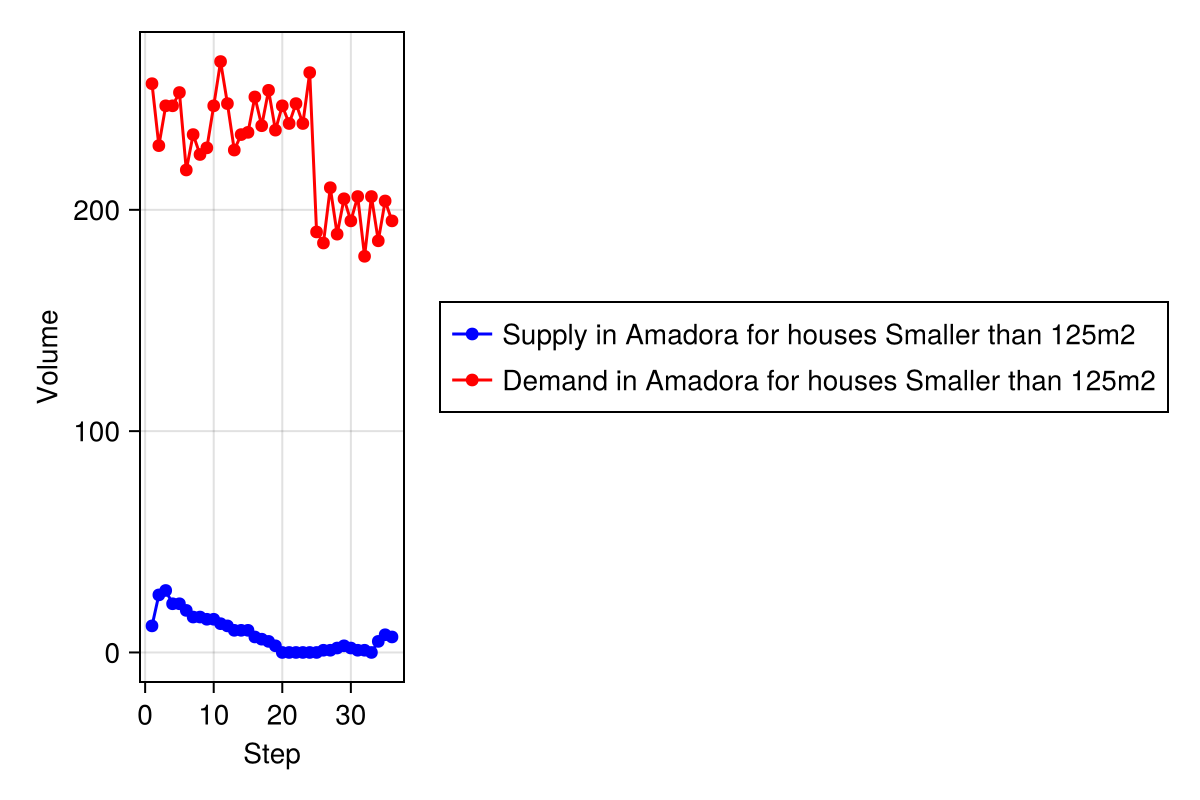 Volume
200
100
0
0 10 20 30
Step
Supply in Amadora for houses Smaller than 125m2
Demand in Amadora for houses Smaller than 125m2